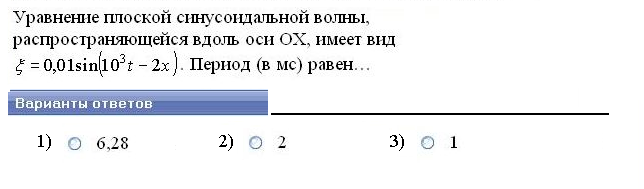 Уравнение плоской синусоидальной волны,
распространяющейся вдоль оси OX, имеет вид
ξ = 0,01sin(10³t − 2x). Период (в мс) равен…
Варианты ответов
1) 6,28 2) 2 3) 1